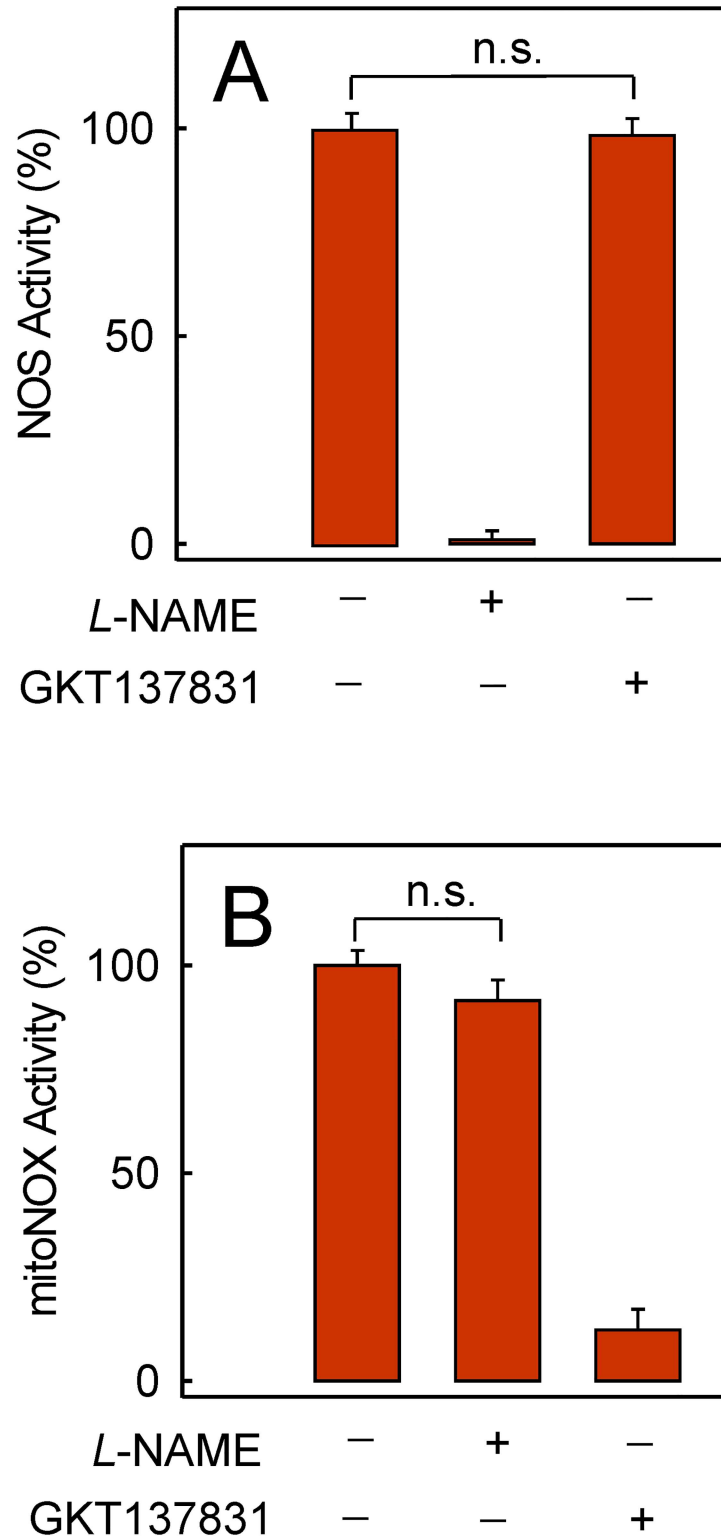 A
n.s.
NOS Activity (%)
100
50
0
L-NAME – + –
GKT137831 – – +
B
n.s.
mitoNOX Activity (%)
100
50
0
L-NAME – + –
GKT137831 – – +